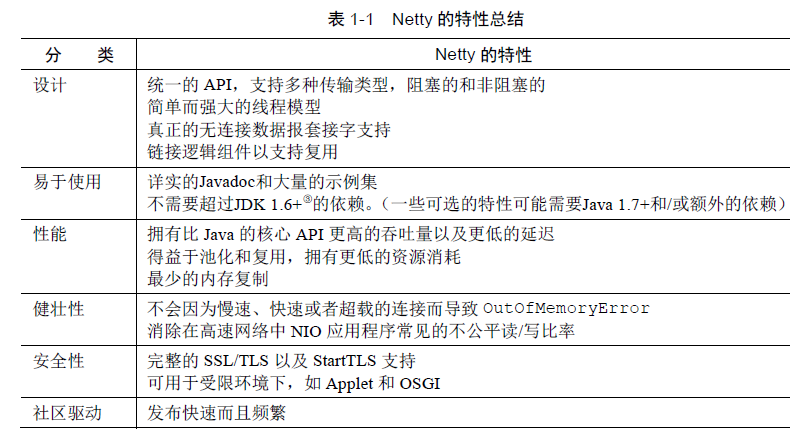 表 1-1 Netty 的特性总结
分 类 Netty 的特性
设计 统一的 API，支持多种传输类型，阻塞的和非阻塞的
简单而强大的线程模型
真正的无连接数据报套接字支持
链接逻辑组件以支持复用
易于使用 详实的Javadoc和大量的示例集
不需要超过JDK 1.6+⑤的依赖。（一些可选的特性可能需要Java 1.7+和/或额外的依赖）
性能 拥有比 Java 的核心 API 更高的吞吐量以及更低的延迟
得益于池化和复用，拥有更低的资源消耗
最少的内存复制
健壮性 不会因为慢速、快速或者超载的连接而导致 OutOfMemoryError
消除在高速网络中 NIO 应用程序常见的不公平读/写比率
安全性 完整的 SSL/TLS 以及 StartTLS 支持
可用于受限环境下，如 Applet 和 OSGI
社区驱动 发布快速而且频繁